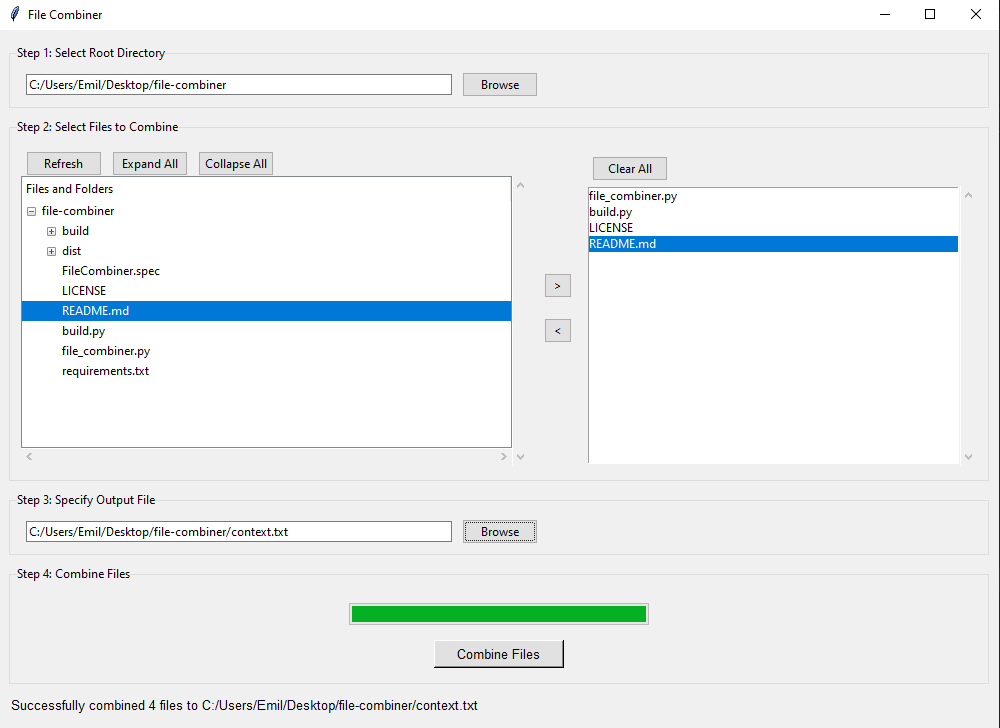 File Combiner
Step 1: Select Root Directory
C:/Users/Emil/Desktop/file-combiner
Browse
Step 2: Select Files to Combine
Refresh
Expand All
Collapse All
Files and Folders
file-combiner
build
dist
FileCombiner.spec
LICENSE
README.md
build.py
file_combiner.py
requirements.txt
>
<
Clear All
file_combiner.py
build.py
LICENSE
README.md
Step 3: Specify Output File
C:/Users/Emil/Desktop/file-combiner/context.txt
Browse
Step 4: Combine Files
Combine Files
Successfully combined 4 files to C:/Users/Emil/Desktop/file-combiner/context.txt